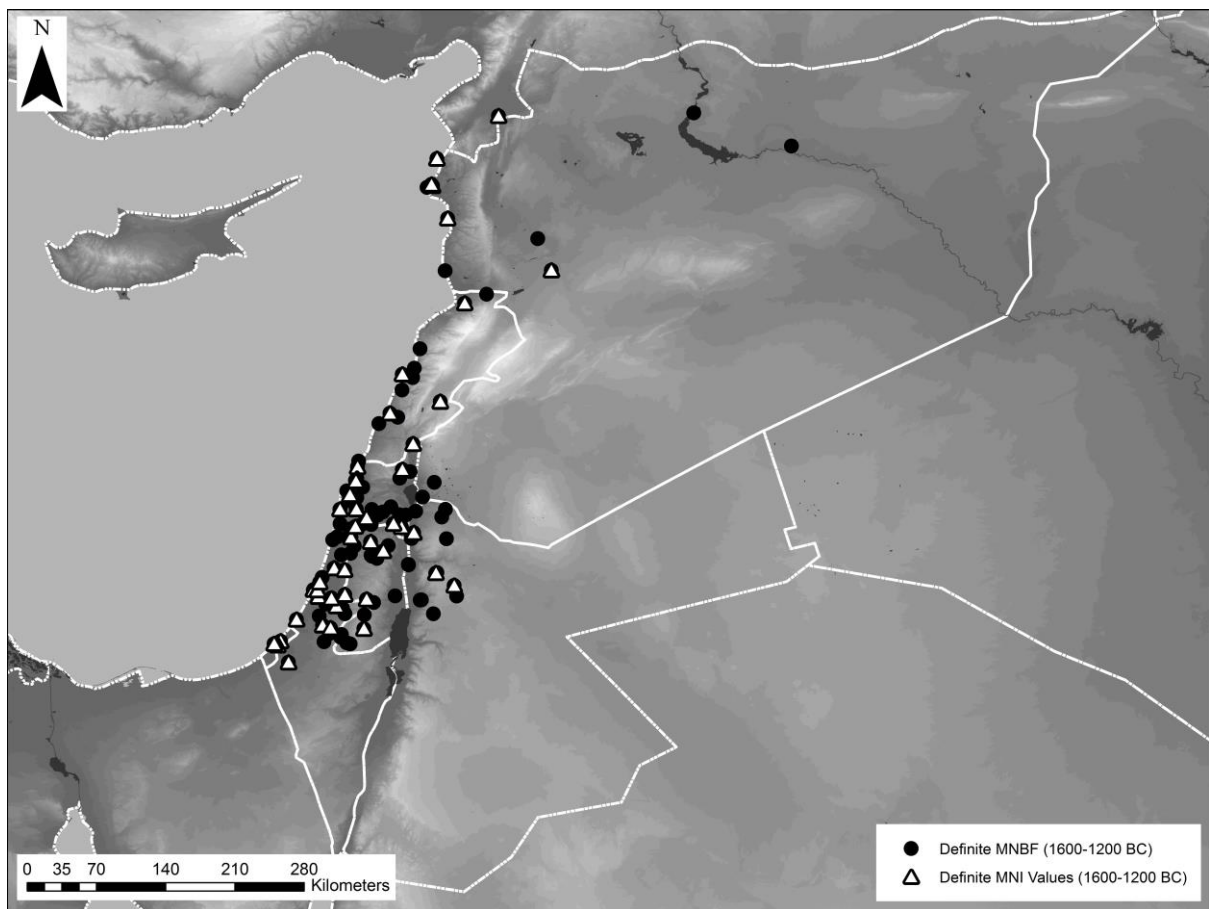 N
0 35 70 140 210 280
Kilometers
Definite MNBF (1600-1200 BC)
Definite MNI Values (1600-1200 BC)